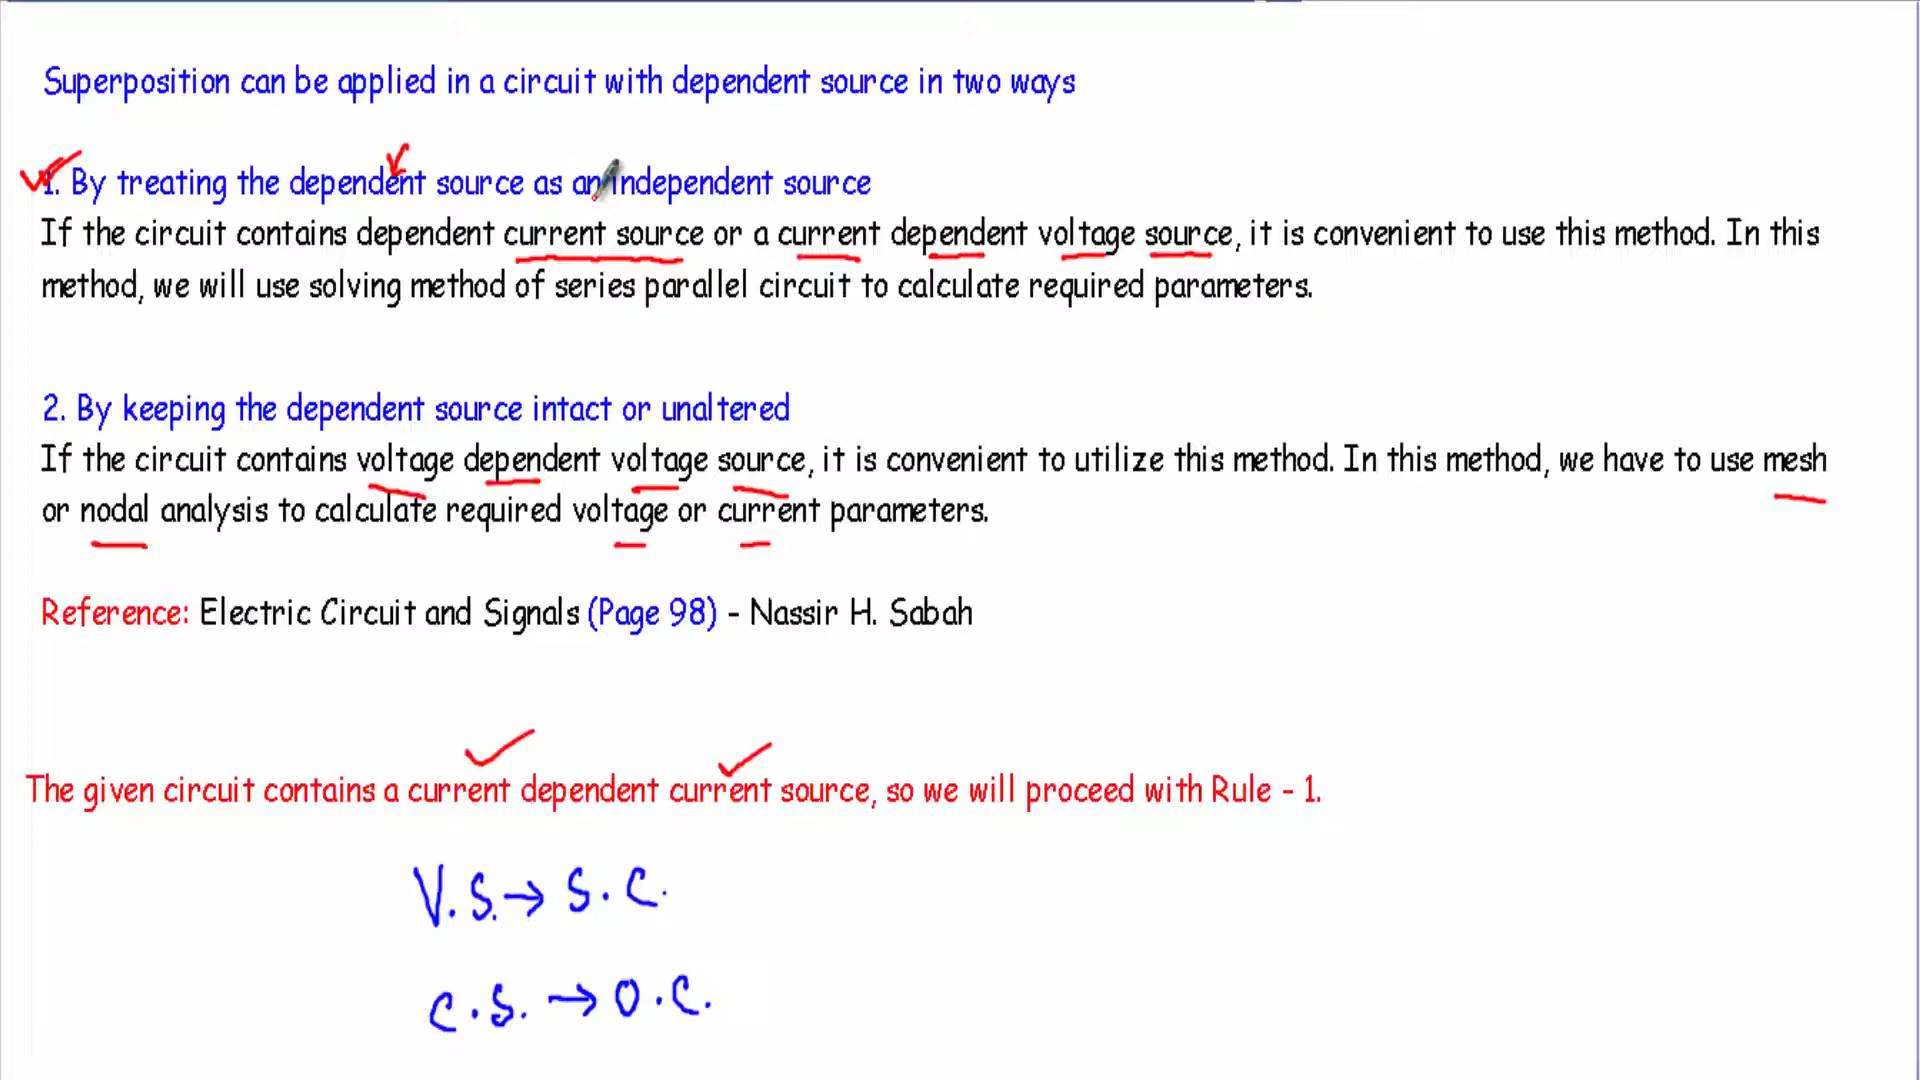 Superposition can be applied in a circuit with dependent source in two ways
1. By treating the dependent source as an independent source
If the circuit contains dependent current source or a current dependent voltage source, it is convenient to use this method. In this
method, we will use solving method of series parallel circuit to calculate required parameters.
2. By keeping the dependent source intact or unaltered
If the circuit contains voltage dependent voltage source, it is convenient to utilize this method. In this method, we have to use mesh
or nodal analysis to calculate required voltage or current parameters.
Reference: Electric Circuit and Signals (Page 98) - Nassir H. Sabah
The given circuit contains a current dependent current source, so we will proceed with Rule - 1.
V.S. → S.C.
C.S. → O.C.